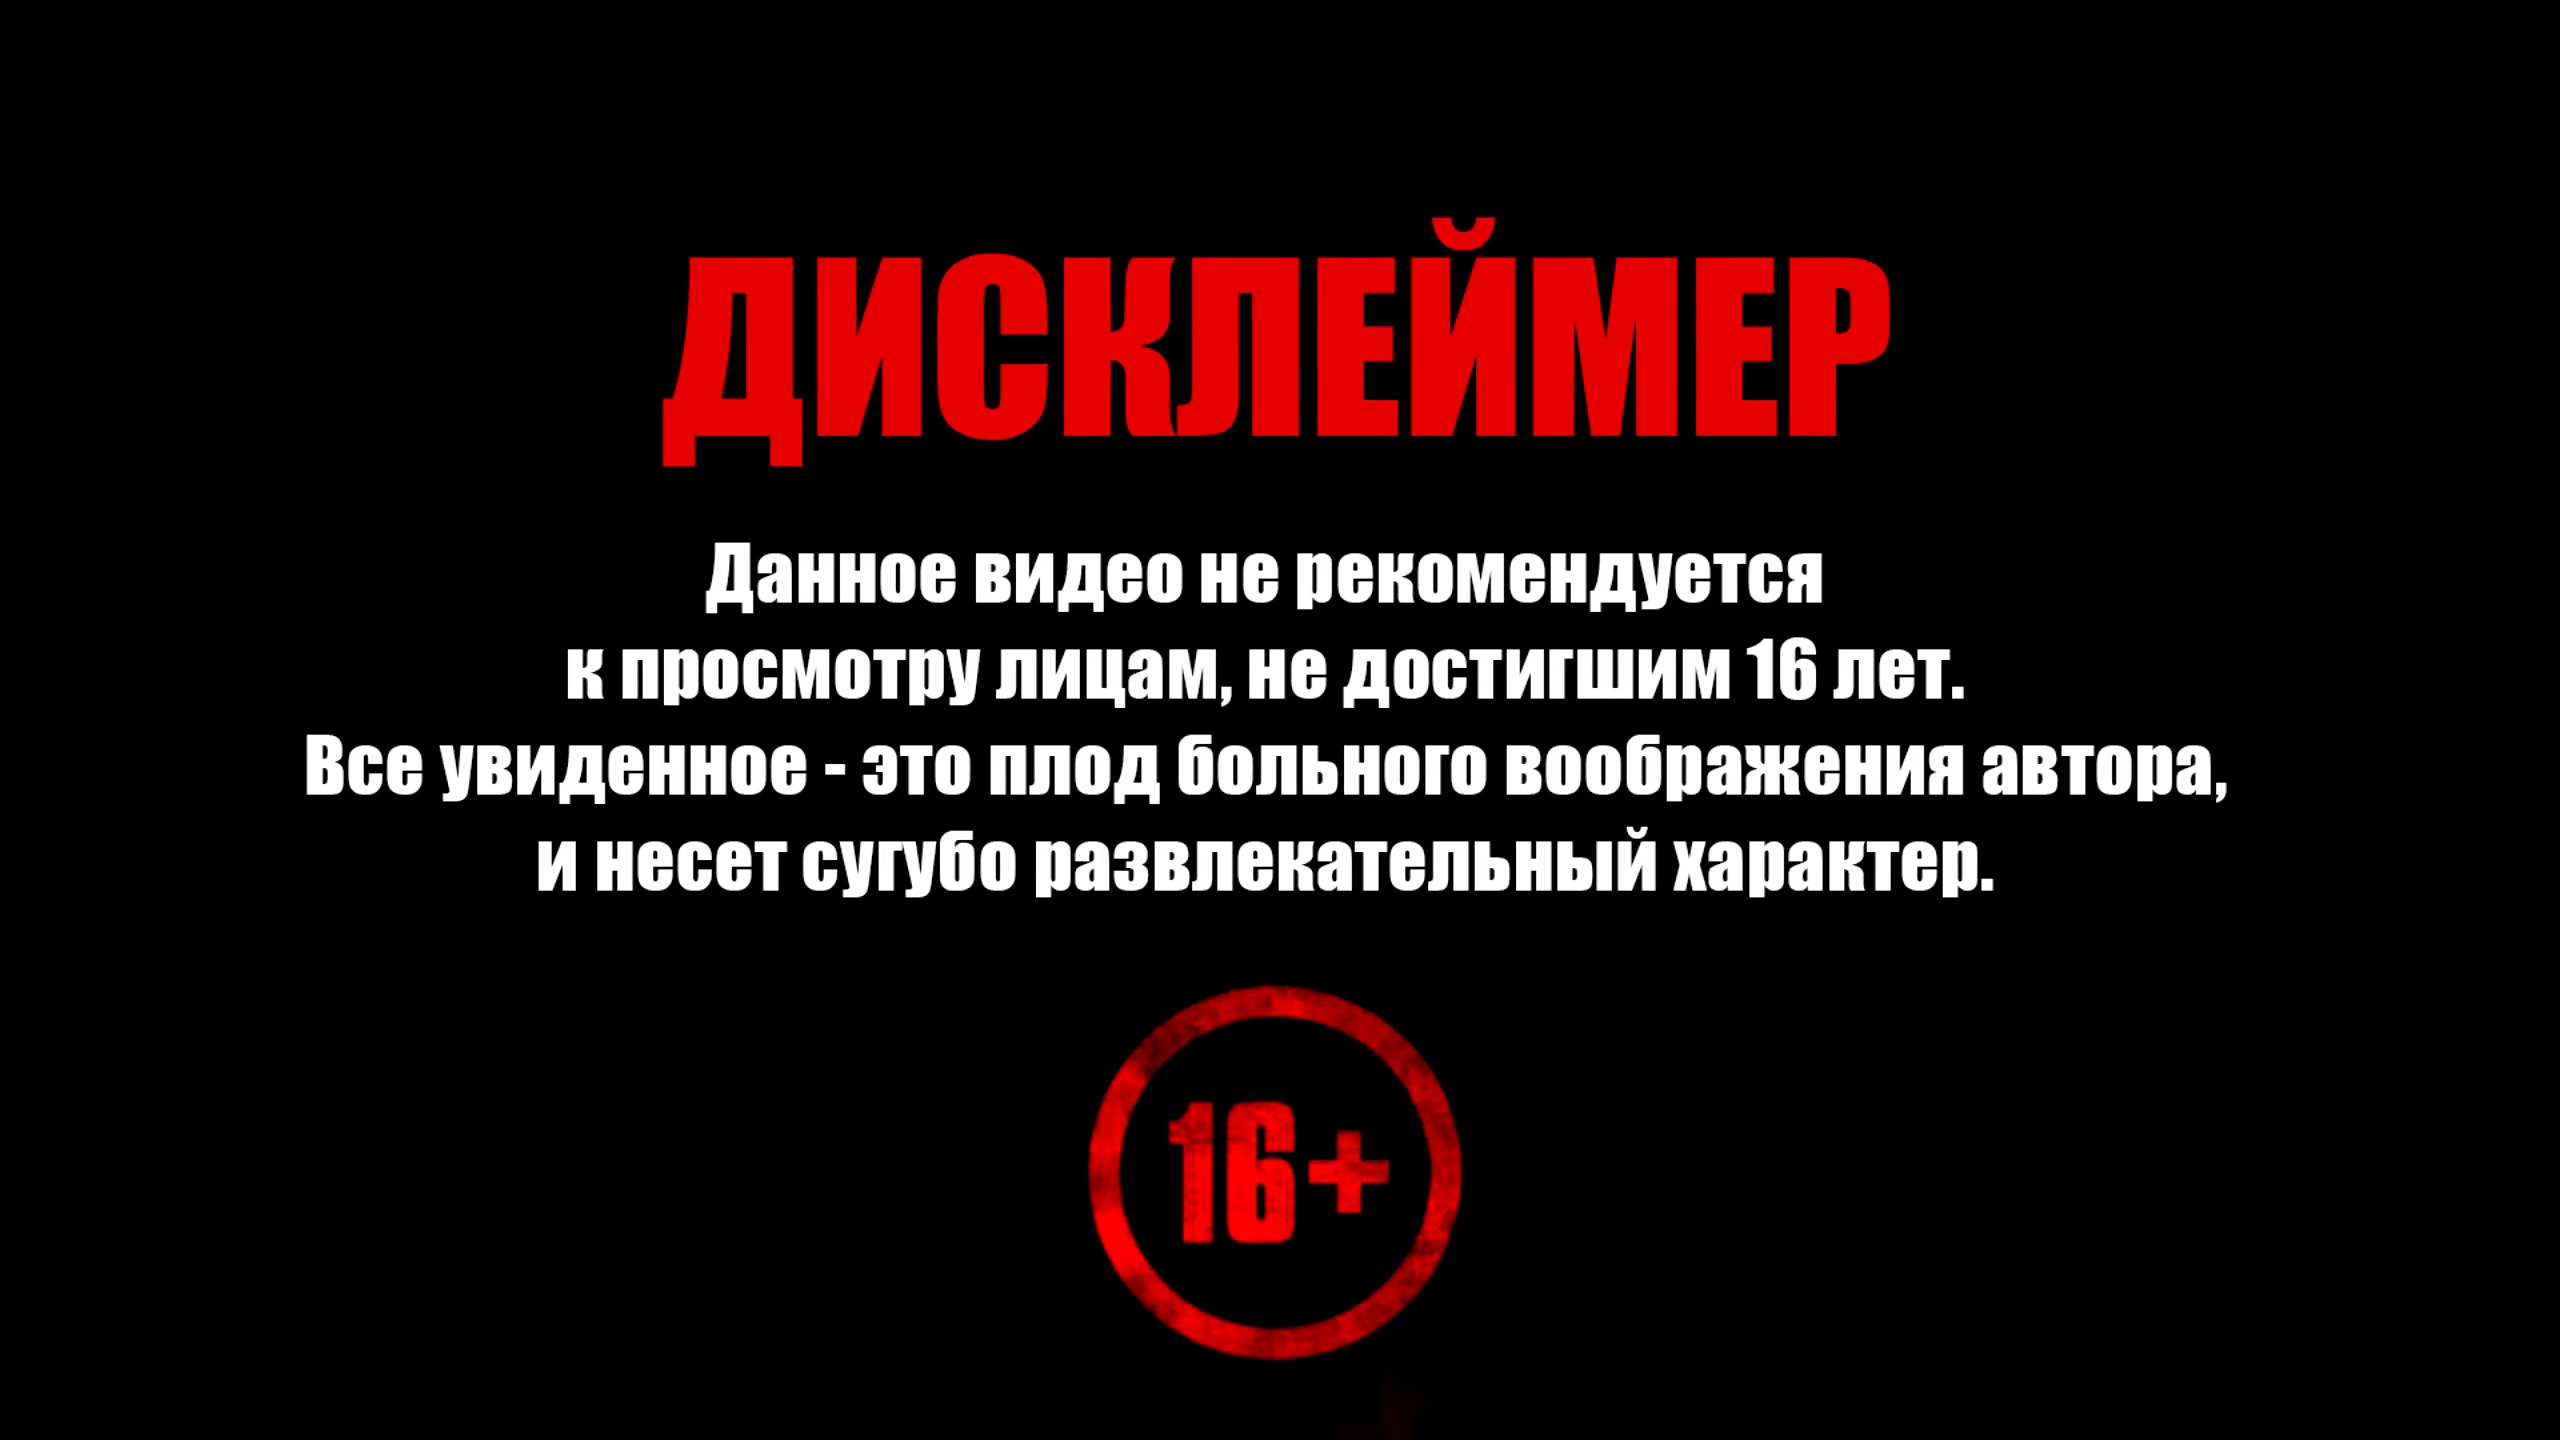 ДИСКЛЕЙМЕР
Данное видео не рекомендуется
к просмотру лицам, не достигшим 16 лет.
Все увиденное - это плод больного воображения автора,
и несет сугубо развлекательный характер.
16+